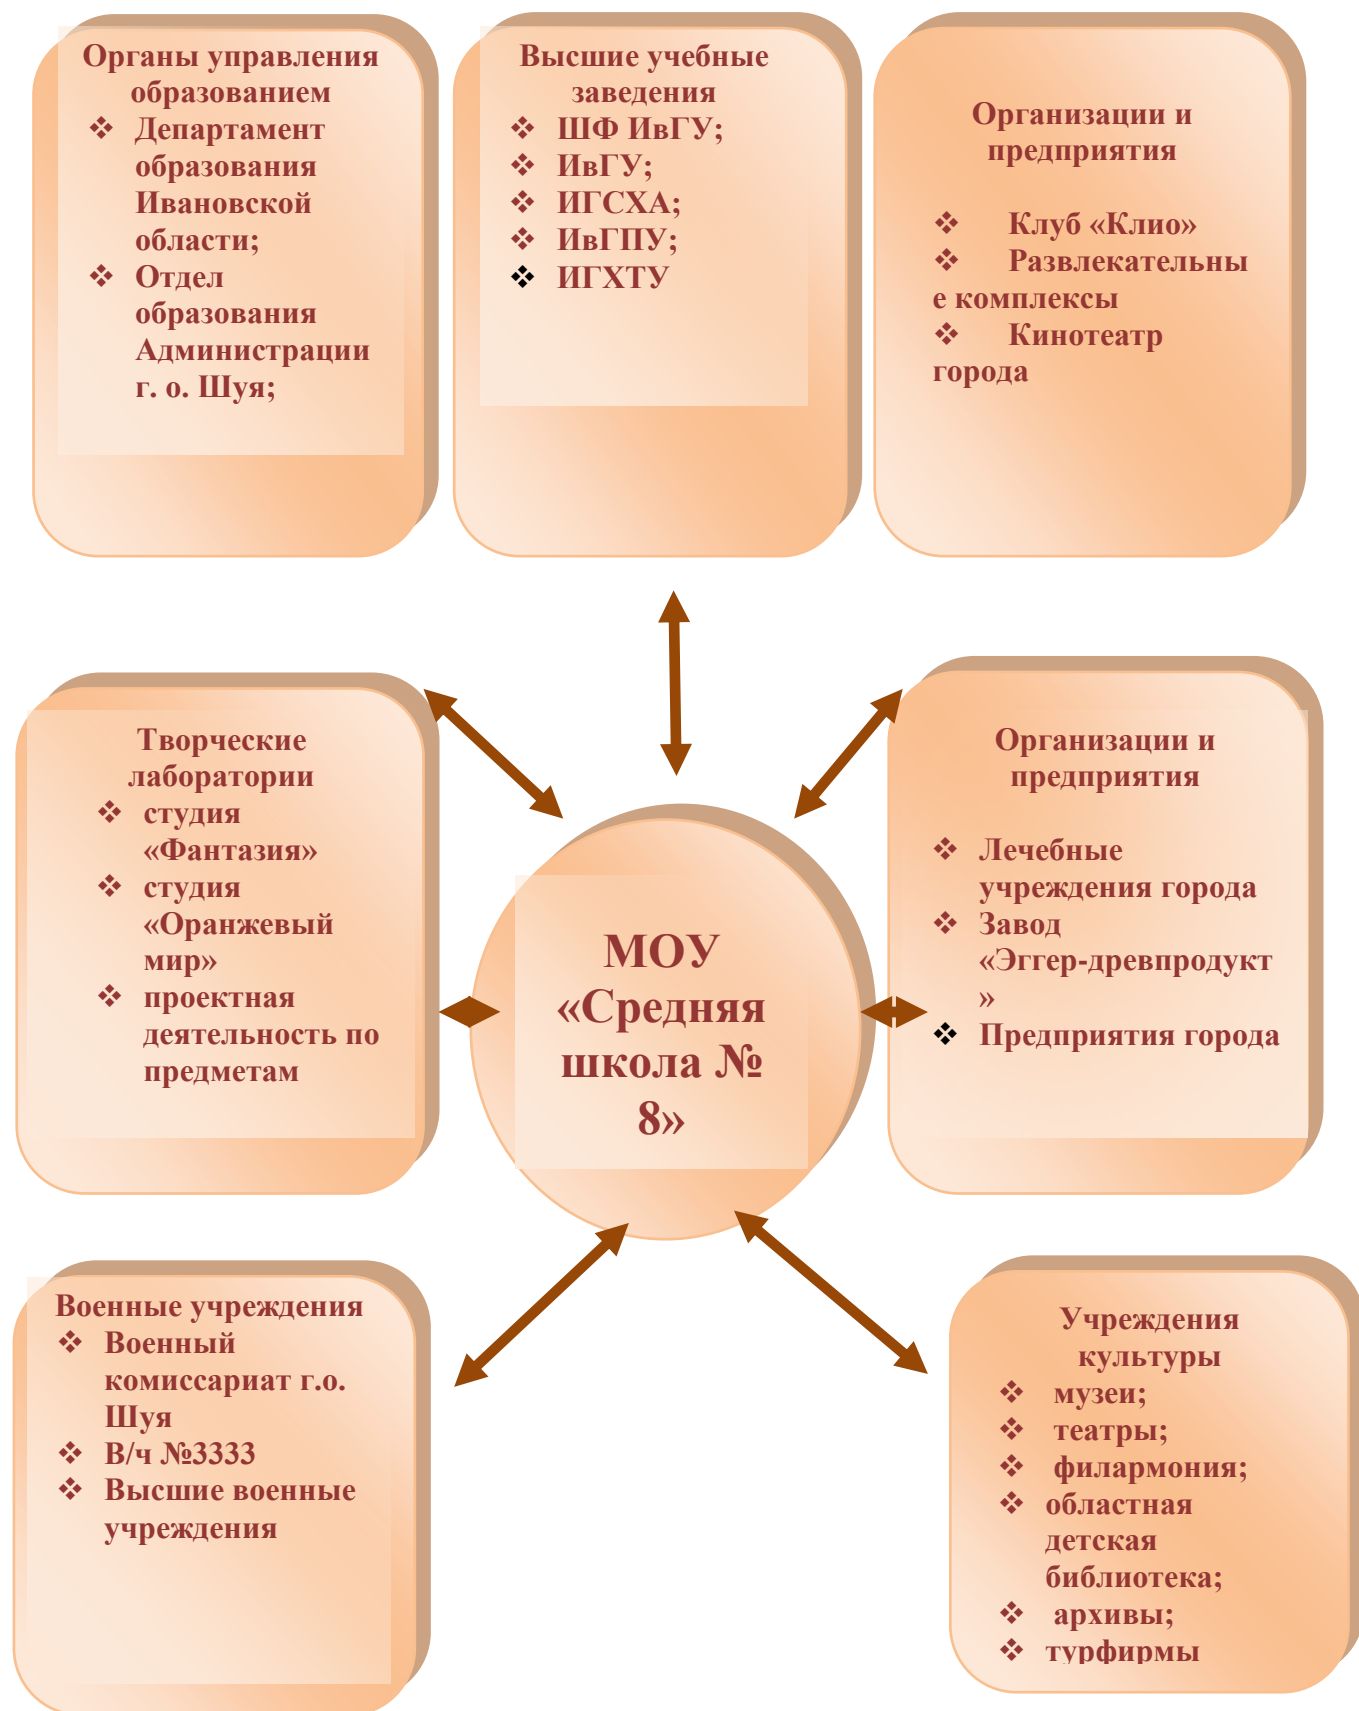 Органы управления
образованием
❖ Департамент
образования
Ивановской
области;
❖ Отдел
образования
Администрации
г. о. Шуя;
Высшие учебные
заведения
❖ ШФ ИвГУ;
❖ ИвГУ;
❖ ИГСХА;
❖ ИвГПУ;
❖ ИГХТУ
Организации и
предприятия
❖ Клуб «Клио»
❖ Развлекательны
е комплексы
❖ Кинотеатр
города
Творческие
лаборатории
❖ студия
«Фантазия»
❖ студия
«Оранжевый
мир»
❖ проектная
деятельность по
предметам
МОУ
«Средняя
школа №
8»
Организации и
предприятия
❖ Лечебные
учреждения города
❖ Завод
«Эггер-древпродукт
»
❖ Предприятия города
Военные учреждения
❖ Военный
комиссариат г.о.
Шуя
❖ В/ч №3333
❖ Высшие военные
учреждения
Учреждения
культуры
❖ музеи;
❖ театры;
❖ филармония;
❖ областная
детская
библиотека;
❖ архивы;
❖ турфирмы